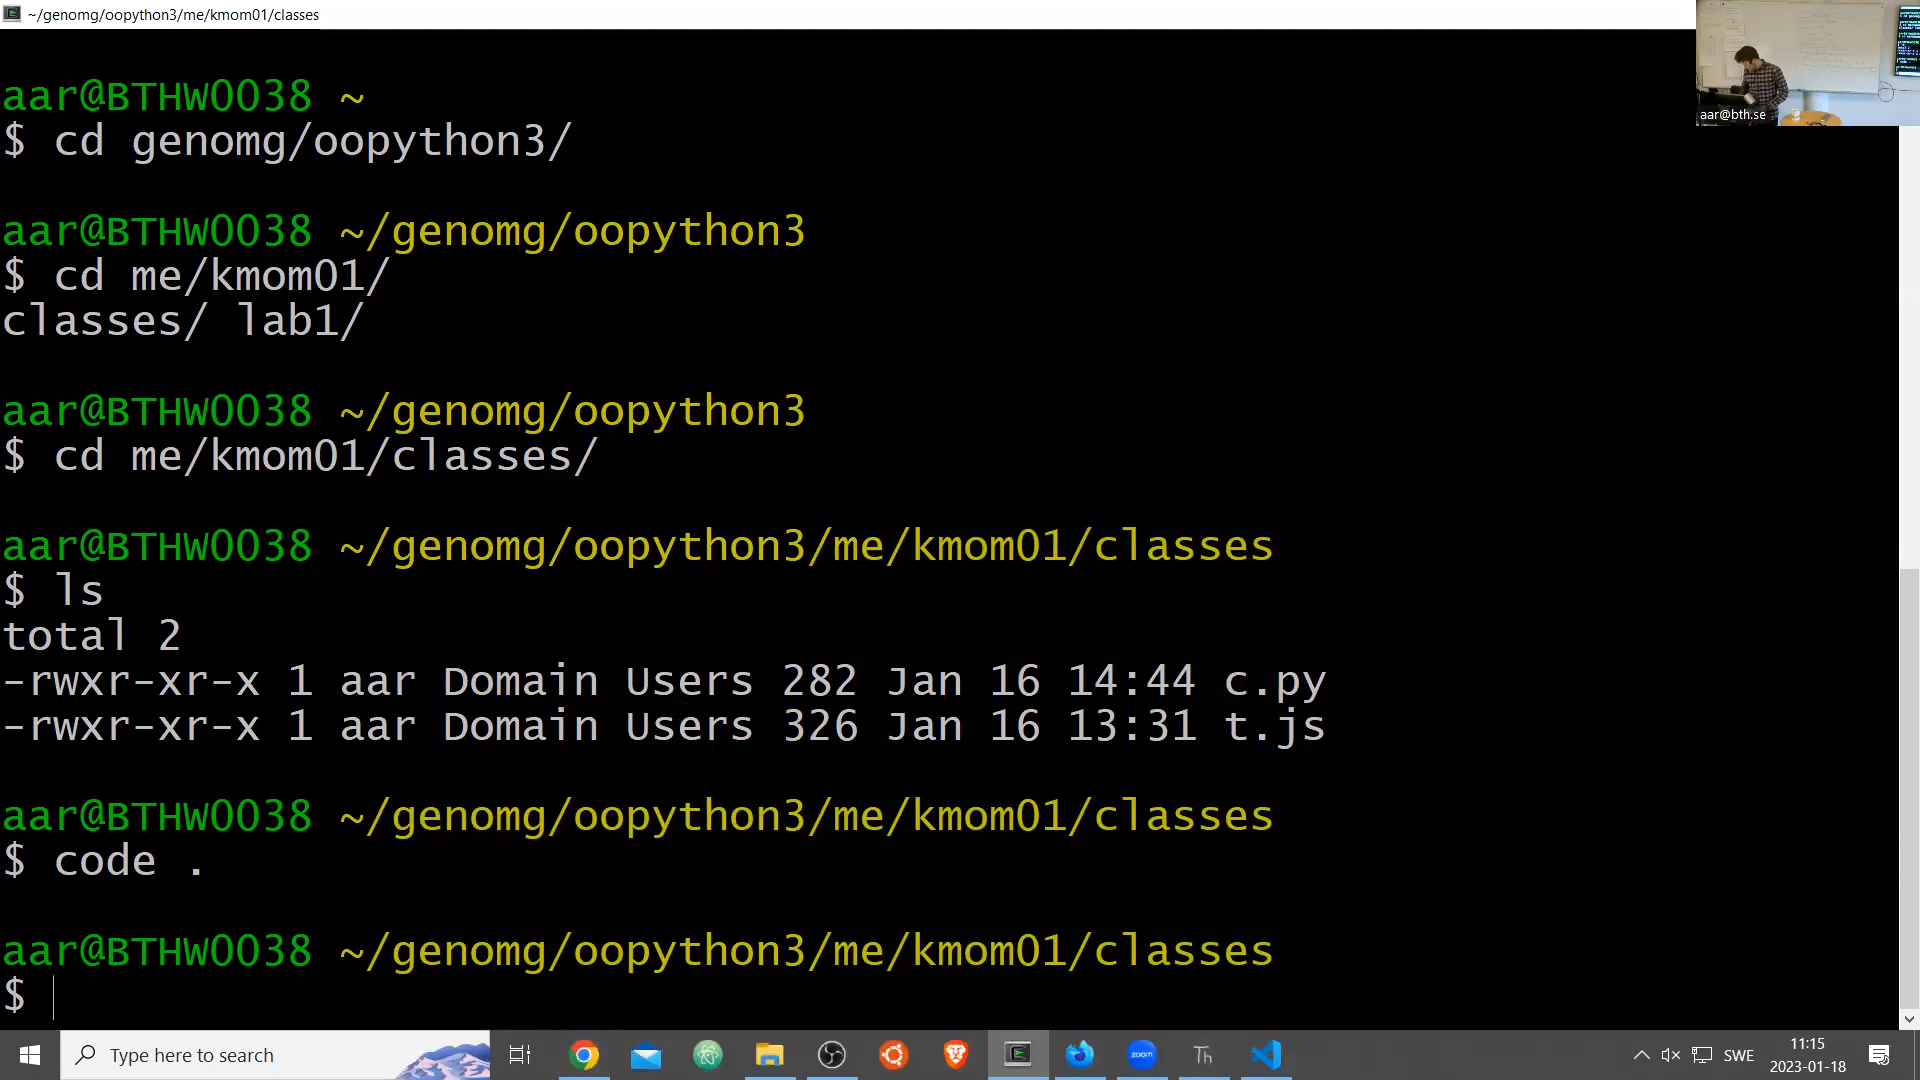 ~/genomg/oopython3/me/kmom01/classes
aar@bth.se
aar@BTHW0038 ~
$ cd genomg/oopython3/
aar@BTHW0038 ~/genomg/oopython3
$ cd me/kmom01/
classes/ lab1/
aar@BTHW0038 ~/genomg/oopython3
$ cd me/kmom01/classes/
aar@BTHW0038 ~/genomg/oopython3/me/kmom01/classes
$ ls
total 2
-rwxr-xr-x 1 aar Domain Users 282 Jan 16 14:44 c.py
-rwxr-xr-x 1 aar Domain Users 326 Jan 16 13:31 t.js
aar@BTHW0038 ~/genomg/oopython3/me/kmom01/classes
$ code .
aar@BTHW0038 ~/genomg/oopython3/me/kmom01/classes
$
Type here to search
zoom
Th
SWE
11:15
2023-01-18